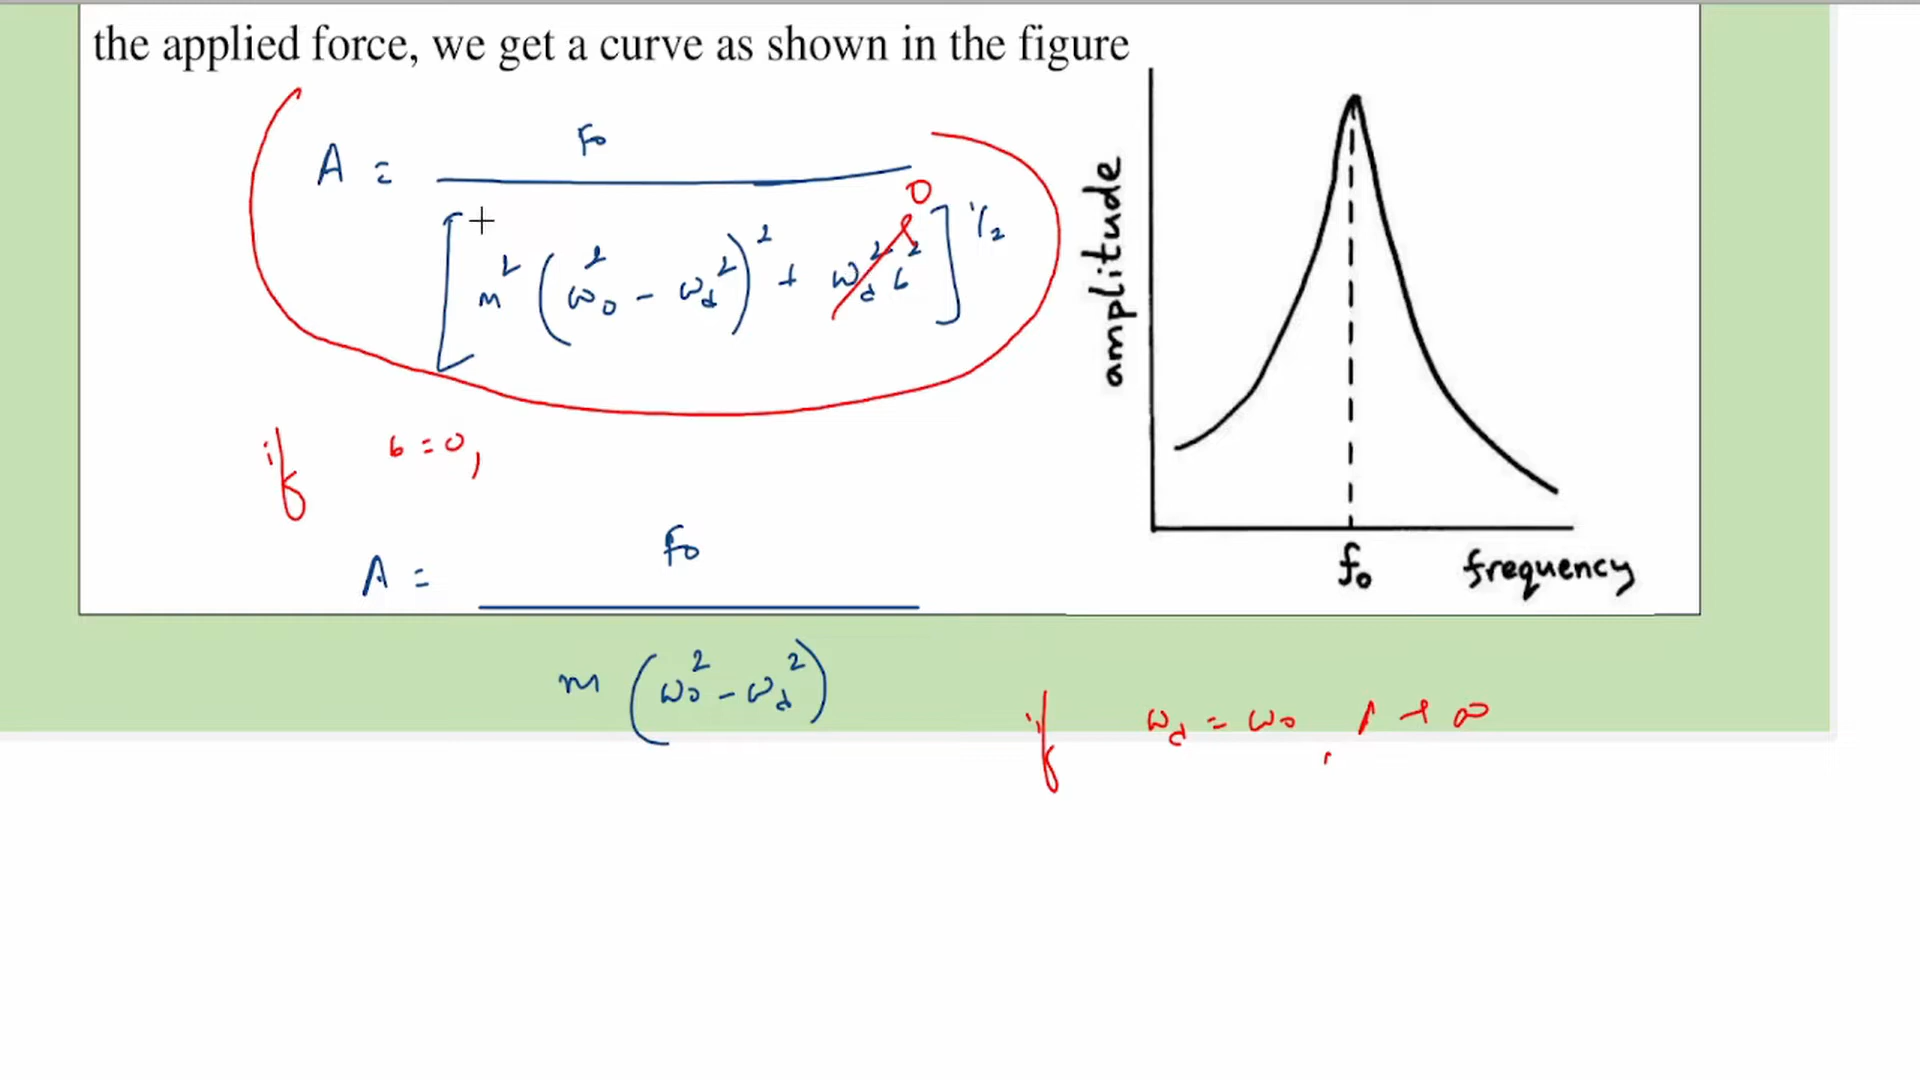 the applied force, we get a curve as shown in the figure
A = F₀
[m² (ω₀² - ω_d²)² + ω_d² b²]^1/2
0
if b = 0,
A = F₀
m (ω₀² - ω_d²)
if ω_d = ω₀, A → ∞
amplitude
f₀ frequency